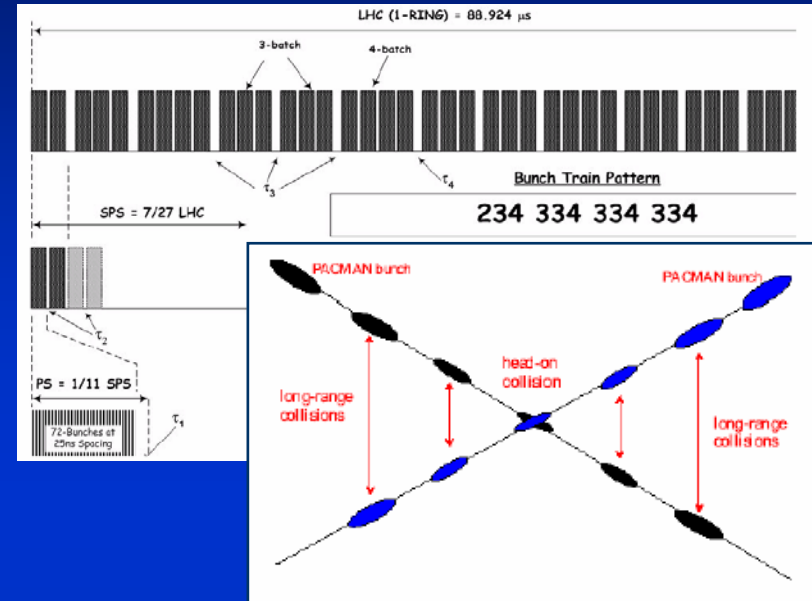 LHC (1-RING) = 88.924 μs
3-batch
4-batch
τ3
τ4
Bunch Train Pattern
234 334 334 334
SPS = 7/27 LHC
τ2
PS = 1/11 SPS
τ1
72-Bunches at
25ns Spacing
PACMAN bunch
PACMAN bunch
head-on
collision
long-range
collisions
long-range
collisions